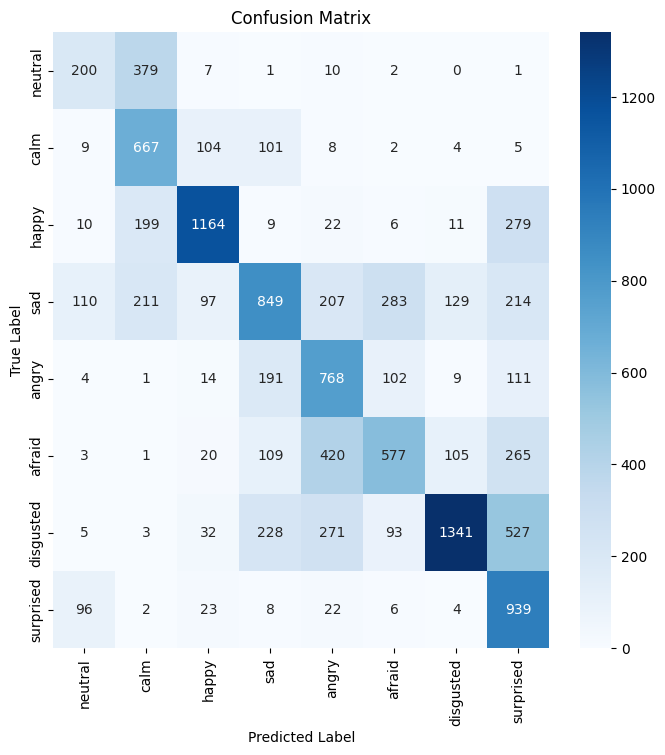 Confusion Matrix
True Label
neutral 200 379 7 1 10 2 0 1
calm 9 667 104 101 8 2 4 5
happy 10 199 1164 9 22 6 11 279
sad 110 211 97 849 207 283 129 214
angry 4 1 14 191 768 102 9 111
afraid 3 1 20 109 420 577 105 265
disgusted 5 3 32 228 271 93 1341 527
surprised 96 2 23 8 22 6 4 939
neutral calm happy sad angry afraid disgusted surprised
Predicted Label
1200
1000
800
600
400
200
0